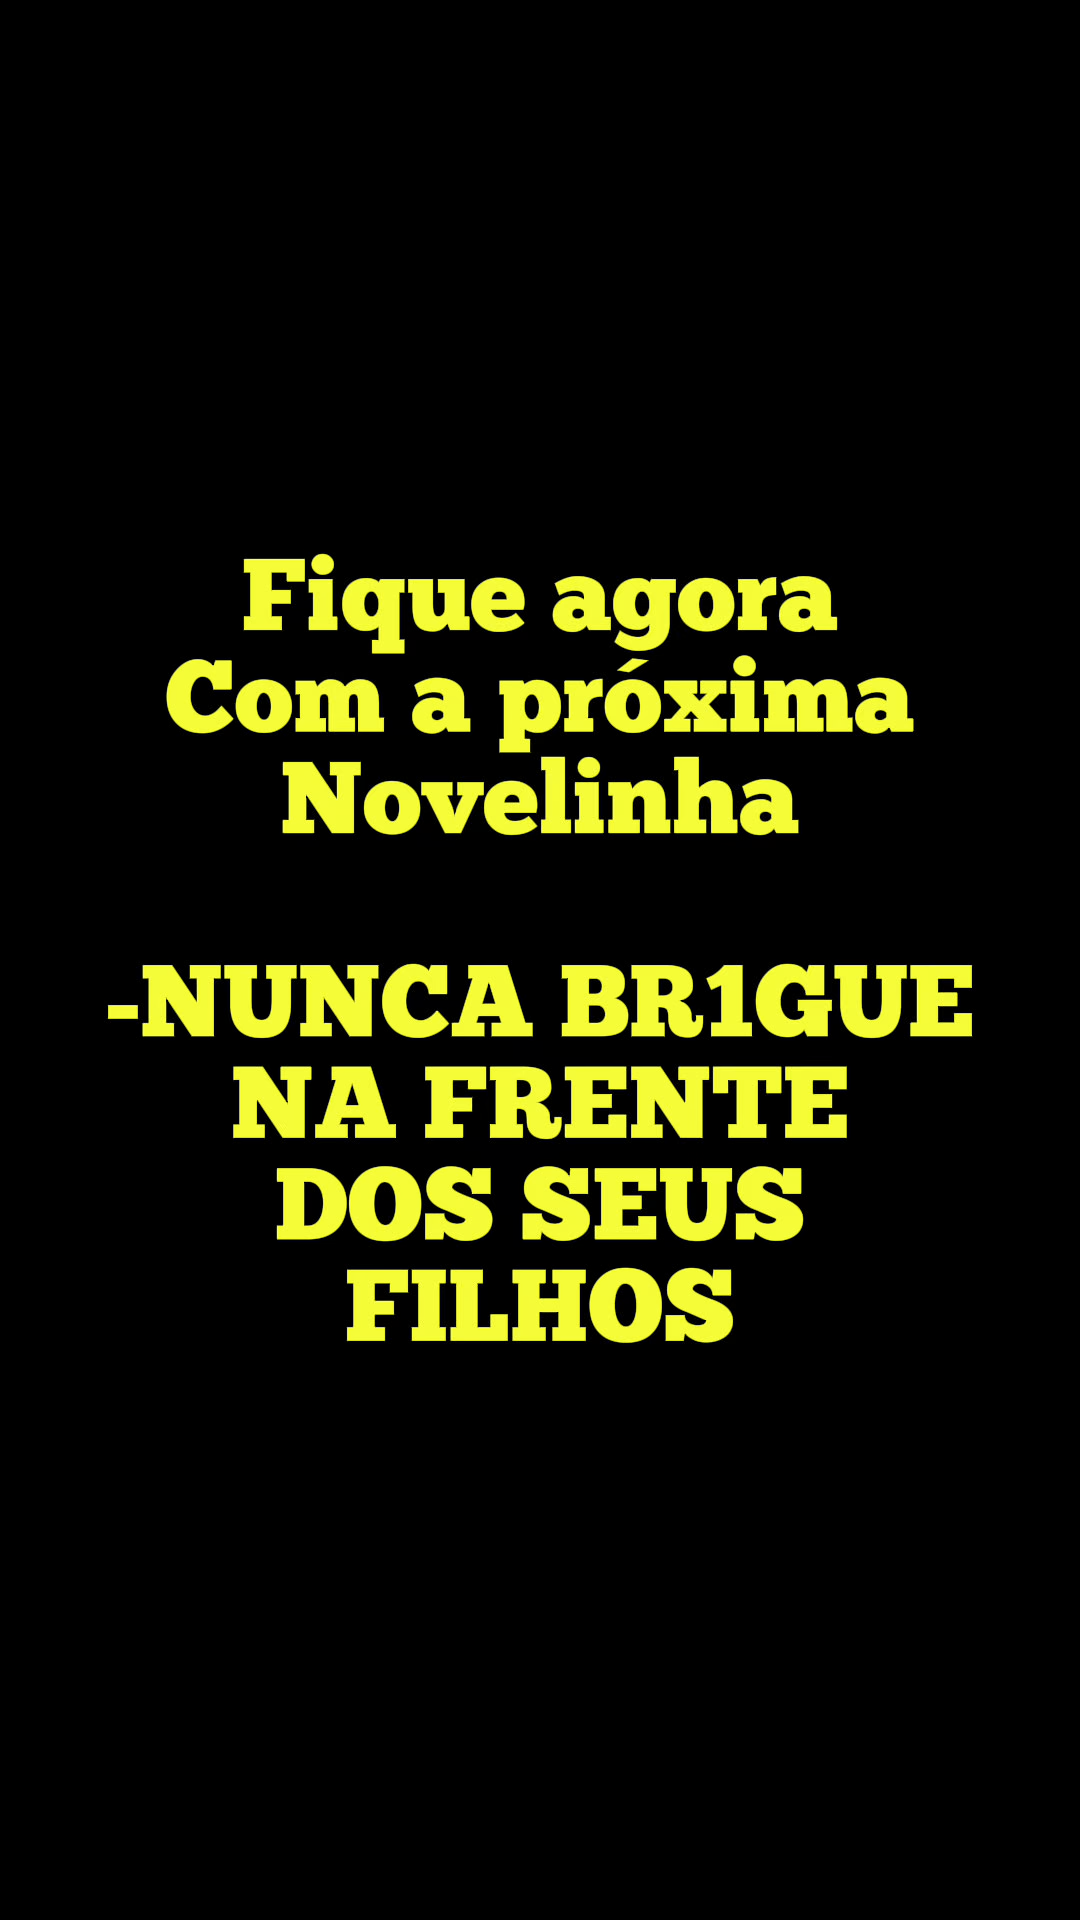 Fique agora
Com a próxima
Novelinha
-NUNCA BR1GUE
NA FRENTE
DOS SEUS
FILHOS